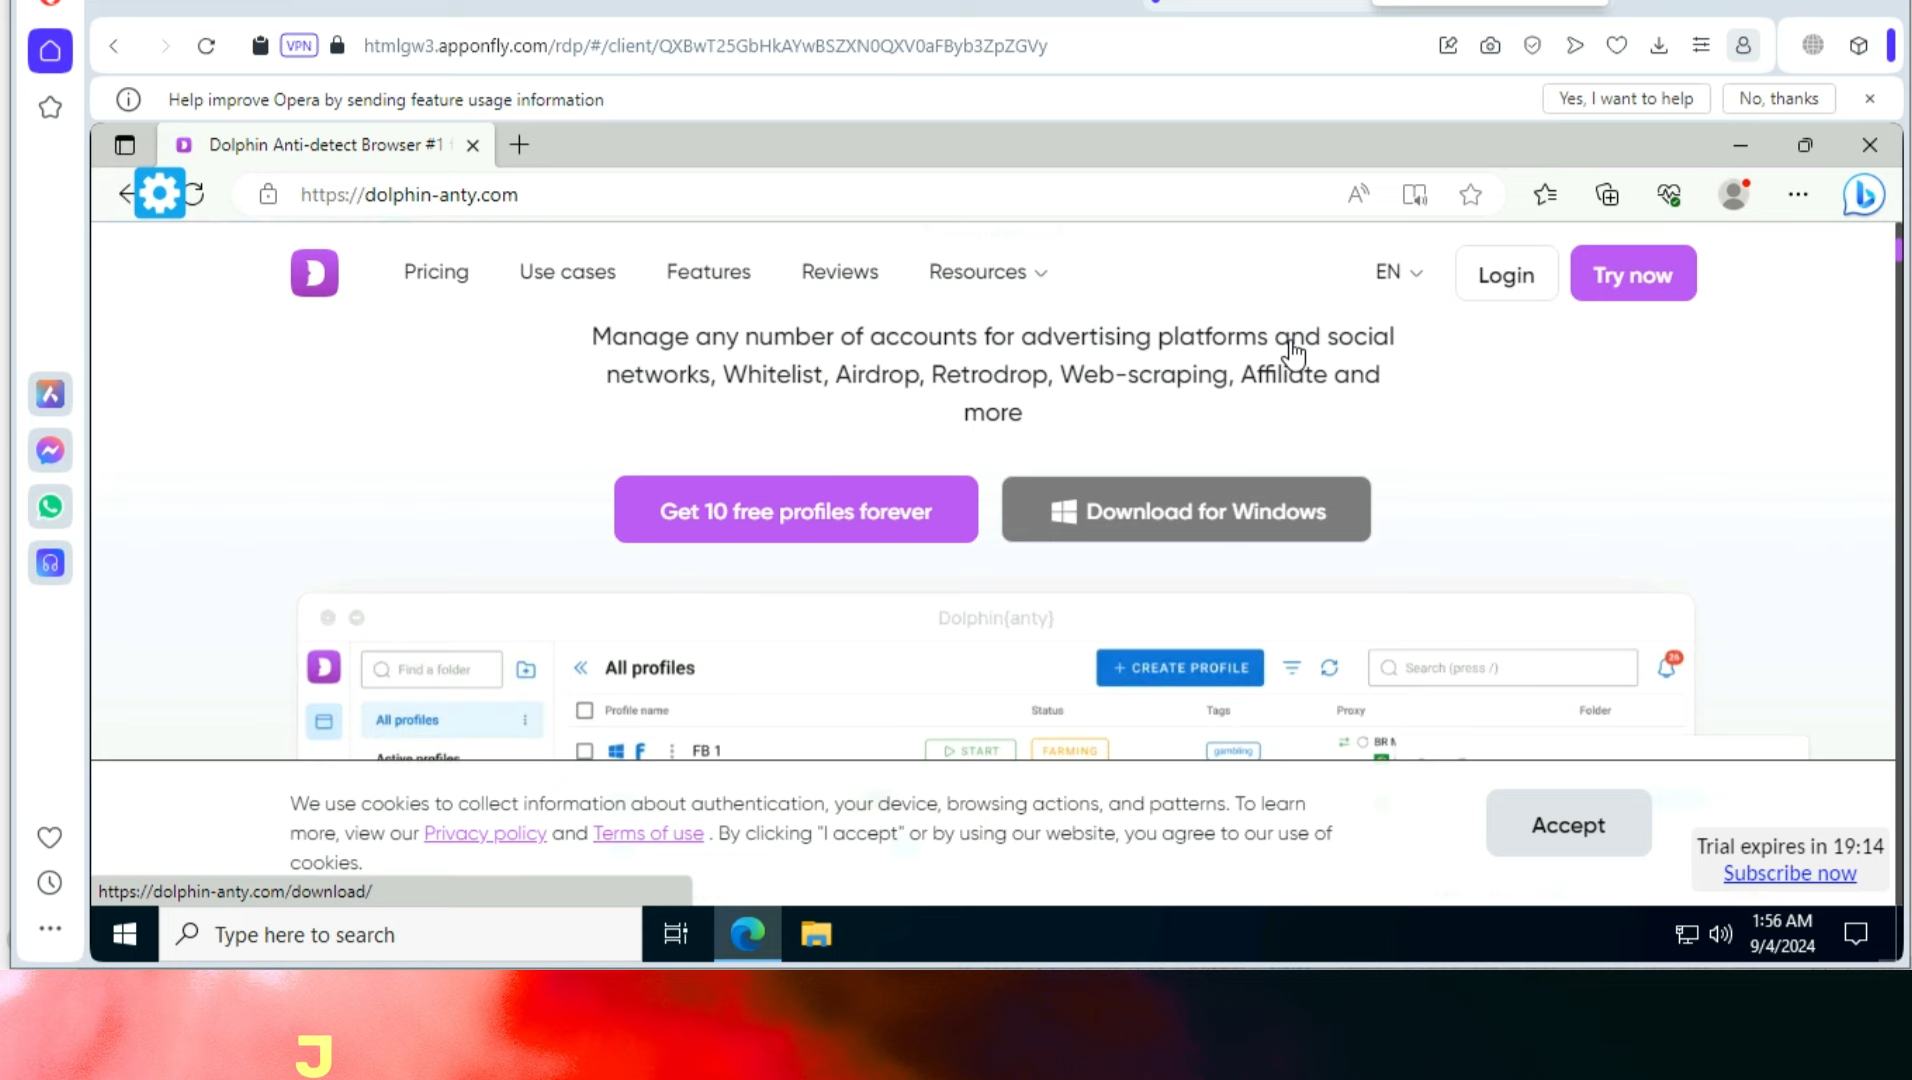 VPN
htmlgw3.apponfly.com/rdp/#/client/QXBwT25GbHkAYwBSZXN0QXV0aFByb3ZpZGVy
Help improve Opera by sending feature usage information
Yes, I want to help
No, thanks
Dolphin Anti-detect Browser #1
https://dolphin-anty.com
Pricing
Use cases
Features
Reviews
Resources
EN
Login
Try now
Manage any number of accounts for advertising platforms and social
networks, Whitelist, Airdrop, Retrodrop, Web-scraping, Affiliate and
more
Get 10 free profiles forever
Download for Windows
Dolphin{anty}
Find a folder
All profiles
+ CREATE PROFILE
Search (press /)
26
All profiles
Profile name
Status
Tags
Proxy
Folder
Active profiles
FB 1
START
FARMING
gambling
BR
We use cookies to collect information about authentication, your device, browsing actions, and patterns. To learn
more, view our Privacy policy and Terms of use . By clicking "I accept" or by using our website, you agree to our use of
cookies.
Accept
Trial expires in 19:14
Subscribe now
https://dolphin-anty.com/download/
Type here to search
1:56 AM
9/4/2024
J